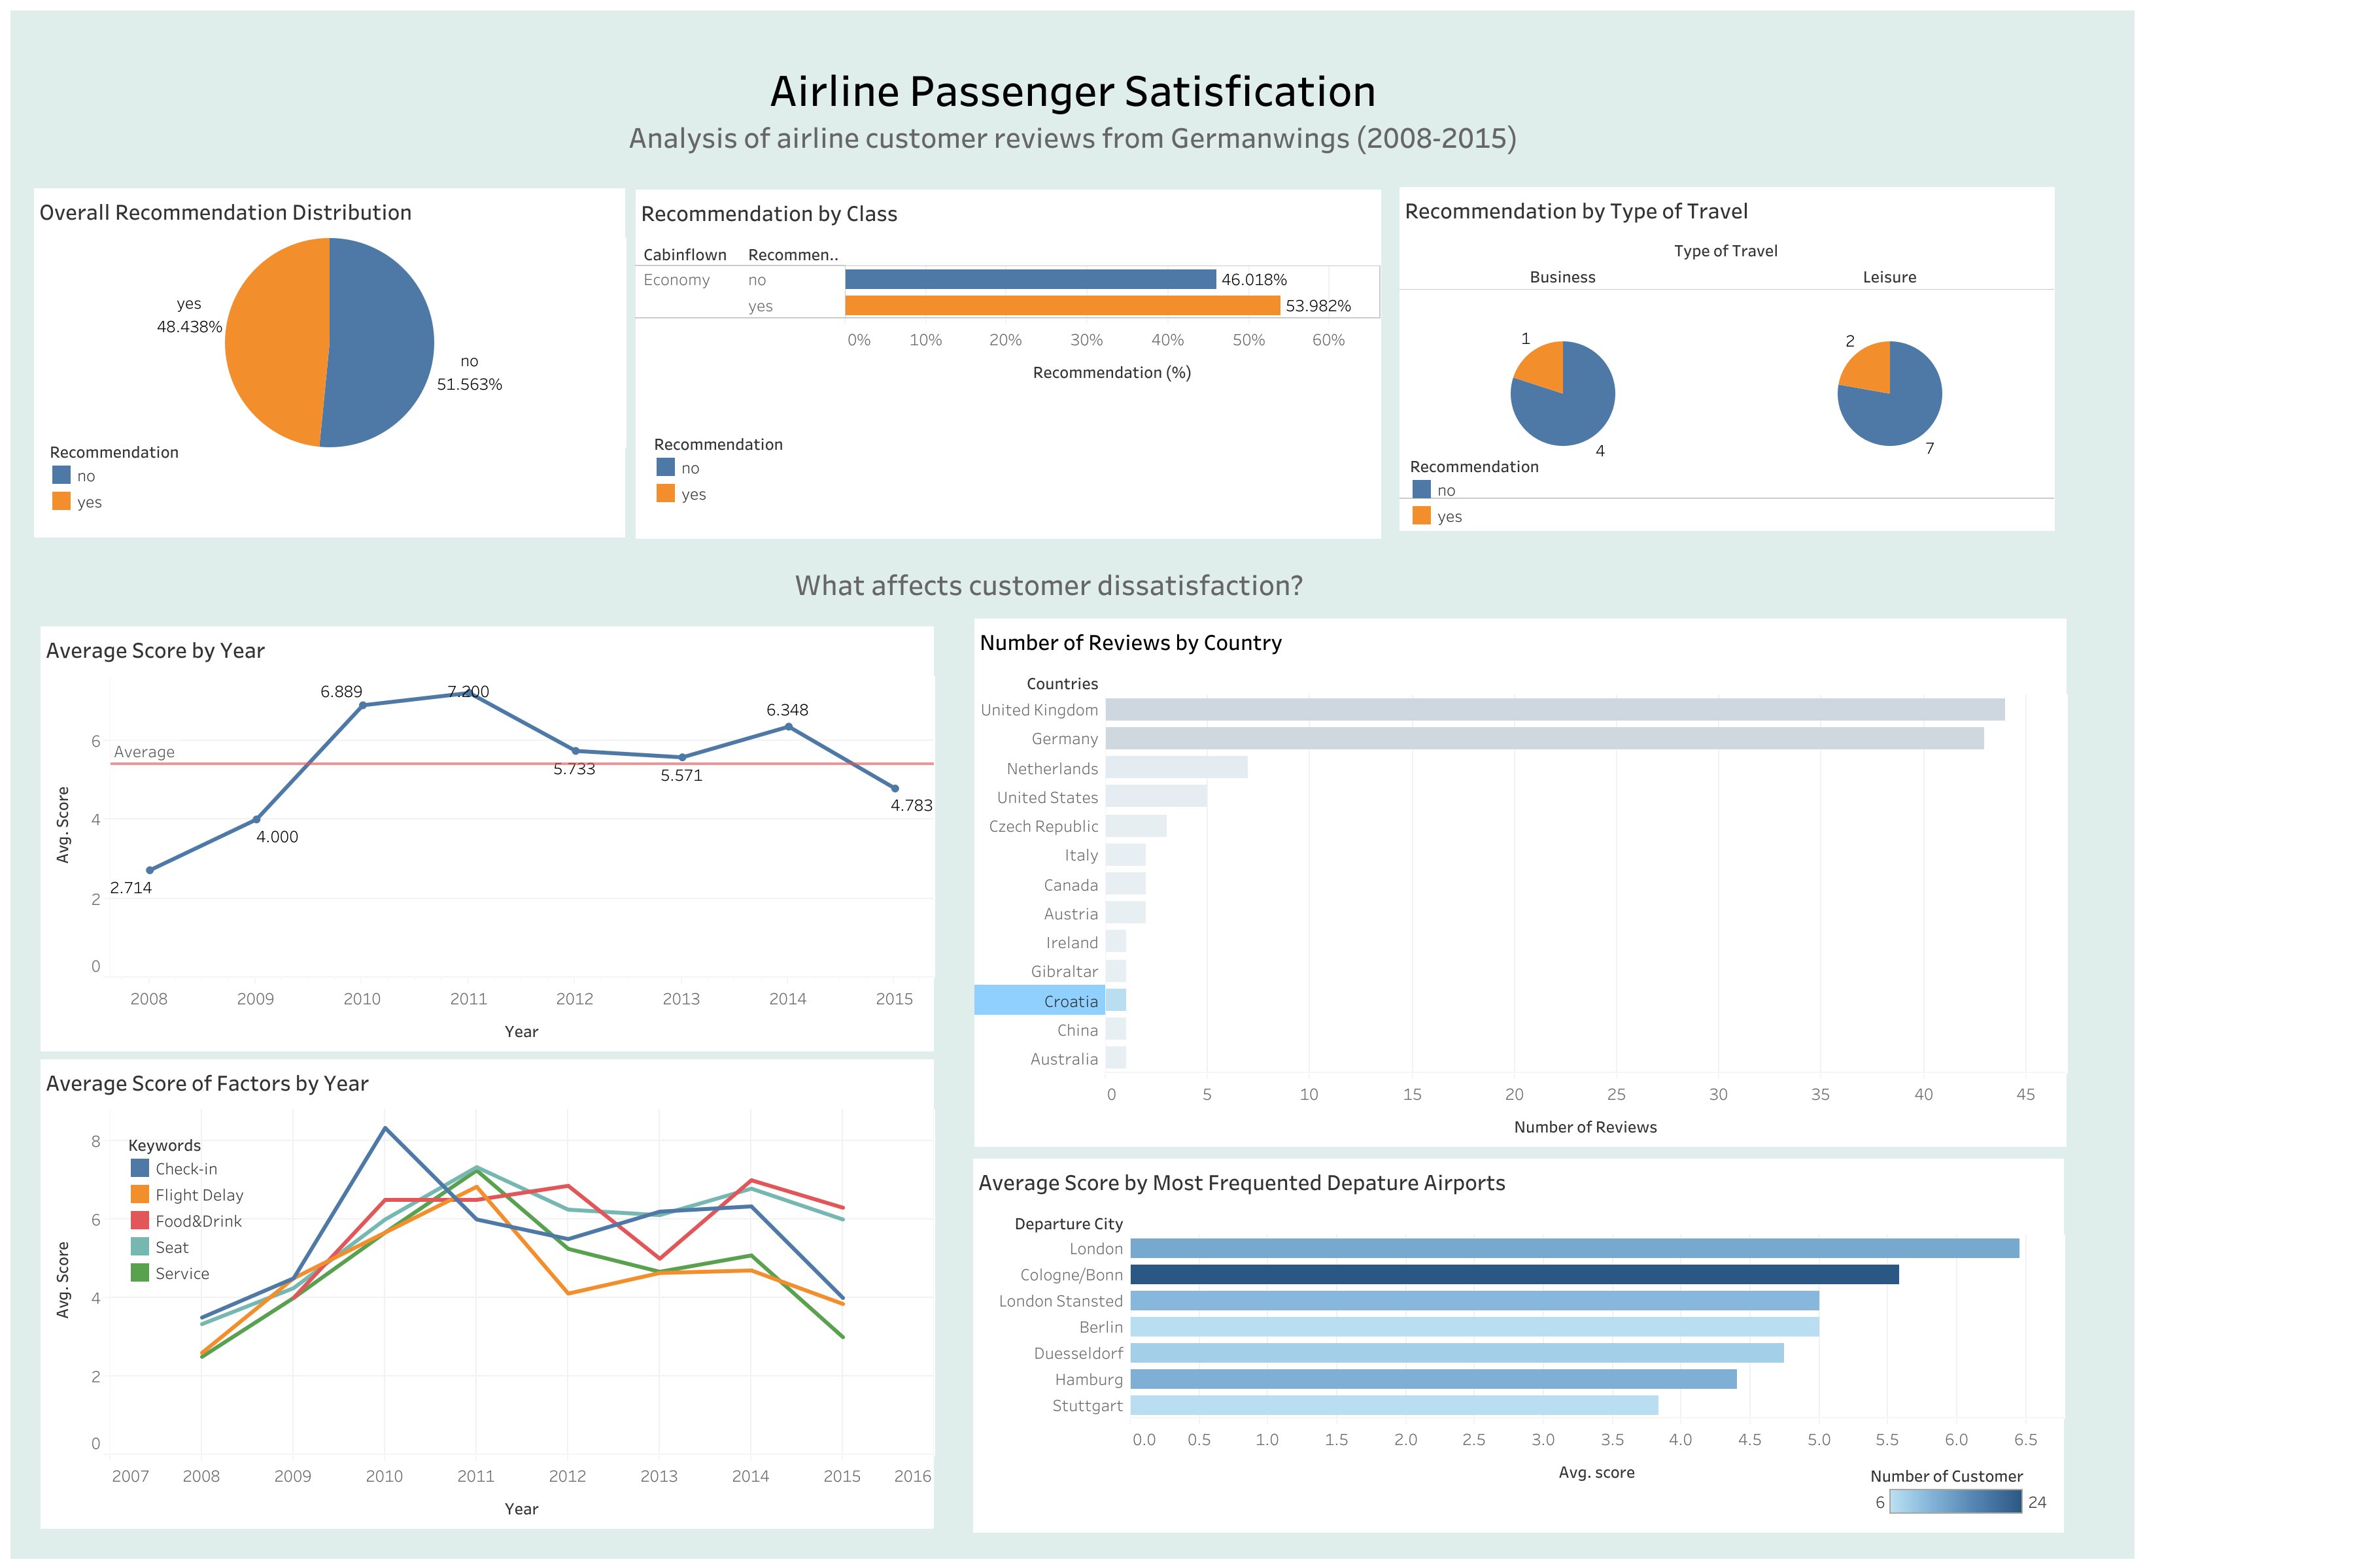 Airline Passenger Satisfication
Analysis of airline customer reviews from Germanwings (2008-2015)
Overall Recommendation Distribution
yes
48.438%
no
51.563%
Recommendation
no
yes
Recommendation by Class
Cabinflown Recommen..
Economy no 46.018%
yes 53.982%
0% 10% 20% 30% 40% 50% 60%
Recommendation (%)
Recommendation
no
yes
Recommendation by Type of Travel
Type of Travel
Business Leisure
1 2
4 7
Recommendation
no
yes
What affects customer dissatisfaction?
Average Score by Year
6.889 7.200
6.348
6
Average
5.733 5.571
4.783
Avg. Score
4
4.000
2.714
2
0
2008 2009 2010 2011 2012 2013 2014 2015
Year
Average Score of Factors by Year
8
Keywords
Check-in
Flight Delay
Food&Drink
Seat
Service
6
Avg. Score
4
2
0
2007 2008 2009 2010 2011 2012 2013 2014 2015 2016
Year
Number of Reviews by Country
Countries
United Kingdom
Germany
Netherlands
United States
Czech Republic
Italy
Canada
Austria
Ireland
Gibraltar
Croatia
China
Australia
0 5 10 15 20 25 30 35 40 45
Number of Reviews
Average Score by Most Frequented Depature Airports
Departure City
London
Cologne/Bonn
London Stansted
Berlin
Duesseldorf
Hamburg
Stuttgart
0.0 0.5 1.0 1.5 2.0 2.5 3.0 3.5 4.0 4.5 5.0 5.5 6.0 6.5
Avg. score
Number of Customer
6 24